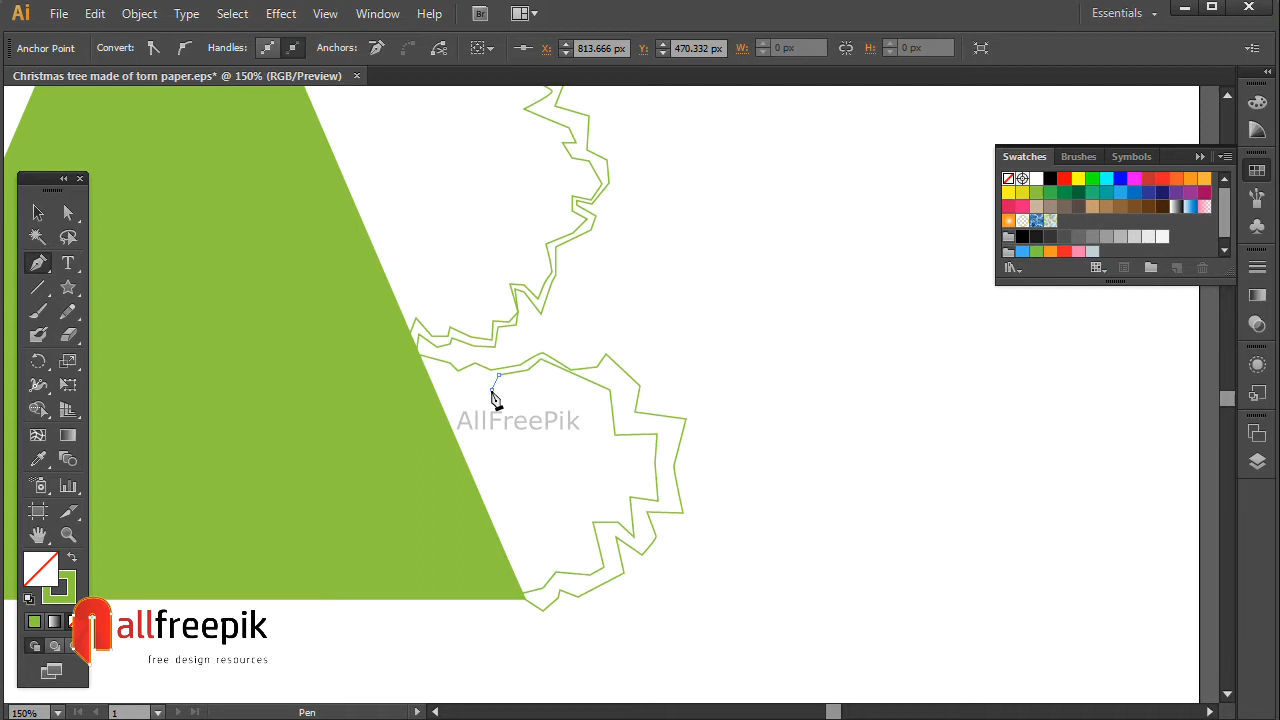 Ai File Edit Object Type Select Effect View Window Help Br Essentials
Anchor Point Convert: Handles: Anchors: X: 813.666 px Y: 470.332 px W: 0 px H: 0 px
Christmas tree made of torn paper.eps* @ 150% (RGB/Preview)
Swatches Brushes Symbols
T
AllFreePik
allfreepik
free design resources
150% 1 Pen